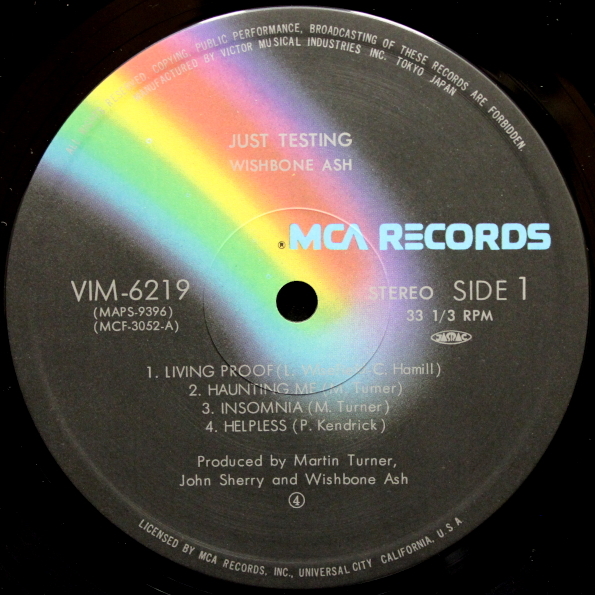 ALL RIGHTS RESERVED. COPYING, PUBLIC PERFORMANCE, BROADCASTING OF THESE RECORDS ARE FORBIDDEN.
MANUFACTURED BY VICTOR MUSICAL INDUSTRIES INC. TOKYO JAPAN
JUST TESTING
WISHBONE ASH
® MCA RECORDS
VIM-6219
(MAPS-9396)
(MCF-3052-A)
STEREO SIDE 1
33 1/3 RPM
JASRAC
1. LIVING PROOF (L. C. Hamill)
2. HAUNTING ME (M. Turner)
3. INSOMNIA (M. Turner)
4. HELPLESS (P. Kendrick)
Produced by Martin Turner,
John Sherry and Wishbone Ash
④
LICENSED BY MCA RECORDS, INC., UNIVERSAL CITY CALIFORNIA, U.S.A